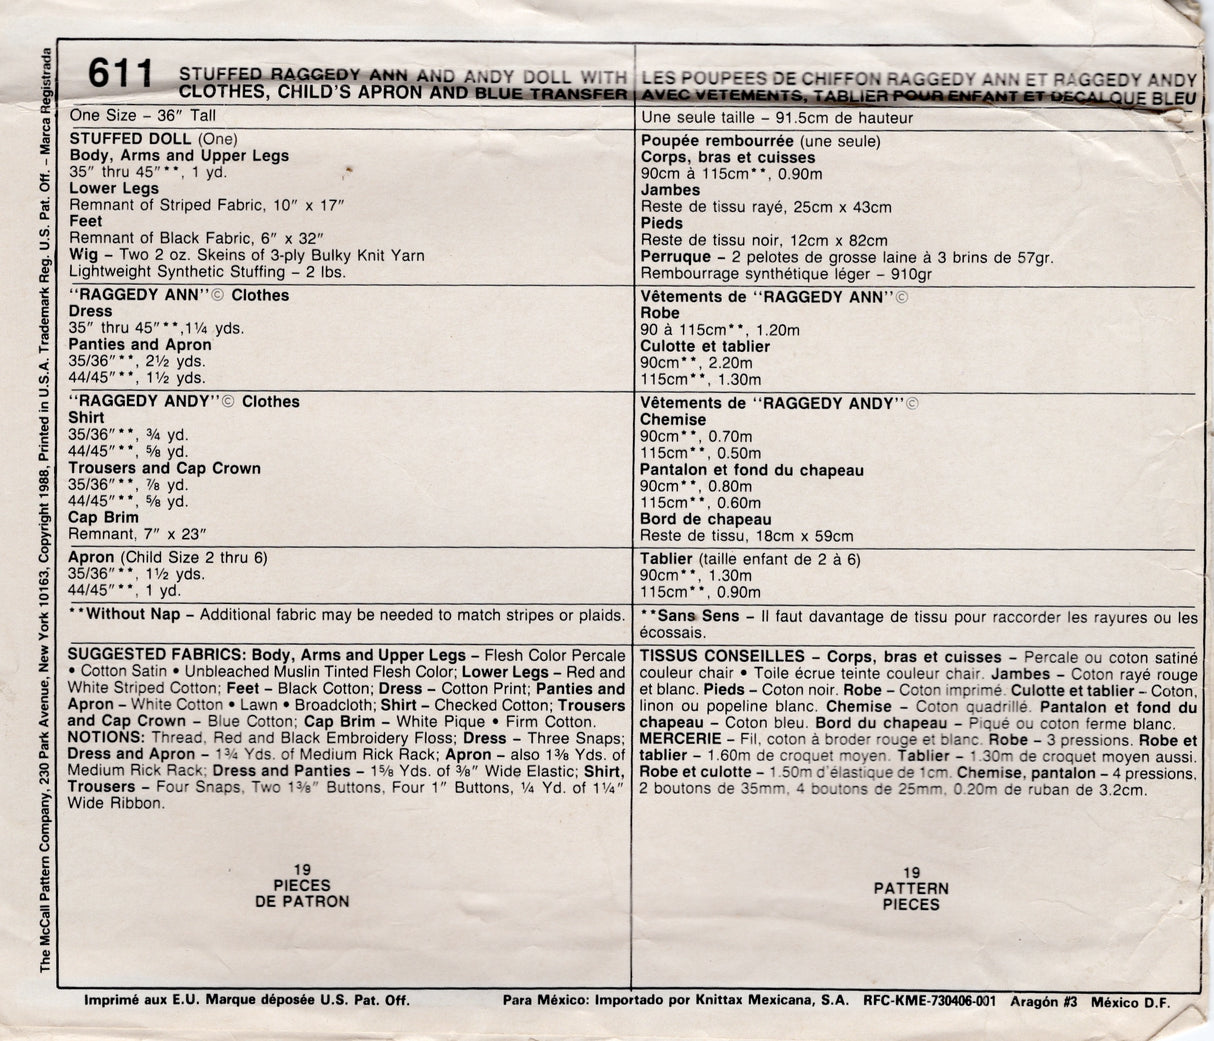 The McCall Pattern Company, 230 Park Avenue, New York 10163, Copyright 1988, Printed in U.S.A. Trademark Reg. U.S. Pat. Off. – Marca Registrada
611
STUFFED RAGGEDY ANN AND ANDY DOLL WITH
CLOTHES, CHILD'S APRON AND BLUE TRANSFER
One Size – 36" Tall
STUFFED DOLL (One)
Body, Arms and Upper Legs
35" thru 45"**, 1 yd.
Lower Legs
Remnant of Striped Fabric, 10" x 17"
Feet
Remnant of Black Fabric, 6" x 32"
Wig – Two 2 oz. Skeins of 3-ply Bulky Knit Yarn
Lightweight Synthetic Stuffing – 2 lbs.
"RAGGEDY ANN"© Clothes
Dress
35" thru 45"**,1¼ yds.
Panties and Apron
35/36"**, 2½ yds.
44/45"**, 1½ yds.
"RAGGEDY ANDY"© Clothes
Shirt
35/36"**, ¾ yd.
44/45"**, ⅝ yd.
Trousers and Cap Crown
35/36"**, ⅞ yd.
44/45"**, ⅝ yd.
Cap Brim
Remnant, 7" x 23"
Apron (Child Size 2 thru 6)
35/36"**, 1½ yds.
44/45"**, 1 yd.
**Without Nap – Additional fabric may be needed to match stripes or plaids.
SUGGESTED FABRICS: Body, Arms and Upper Legs – Flesh Color Percale
• Cotton Satin • Unbleached Muslin Tinted Flesh Color; Lower Legs – Red and
White Striped Cotton; Feet – Black Cotton; Dress – Cotton Print; Panties and
Apron – White Cotton • Lawn • Broadcloth; Shirt – Checked Cotton; Trousers
and Cap Crown – Blue Cotton; Cap Brim – White Pique • Firm Cotton.
NOTIONS: Thread, Red and Black Embroidery Floss; Dress – Three Snaps;
Dress and Apron – 1¾ Yds. of Medium Rick Rack; Apron – also 1⅜ Yds. of
Medium Rick Rack; Dress and Panties – 1⅝ Yds. of ⅜" Wide Elastic; Shirt,
Trousers – Four Snaps, Two 1⅜" Buttons, Four 1" Buttons, ¼ Yd. of 1¼"
Wide Ribbon.
19
PIECES
DE PATRON
LES POUPEES DE CHIFFON RAGGEDY ANN ET RAGGEDY ANDY
AVEC VETEMENTS, TABLIER POUR ENFANT ET DECALQUE BLEU
Une seule taille – 91.5cm de hauteur
Poupée rembourrée (une seule)
Corps, bras et cuisses
90cm à 115cm**, 0.90m
Jambes
Reste de tissu rayé, 25cm x 43cm
Pieds
Reste de tissu noir, 12cm x 82cm
Perruque – 2 pelotes de grosse laine à 3 brins de 57gr.
Rembourrage synthétique léger – 910gr
Vêtements de "RAGGEDY ANN"©
Robe
90 à 115cm**, 1.20m
Culotte et tablier
90cm**, 2.20m
115cm**, 1.30m
Vêtements de "RAGGEDY ANDY"©
Chemise
90cm**, 0.70m
115cm**, 0.50m
Pantalon et fond du chapeau
90cm**, 0.80m
115cm**, 0.60m
Bord de chapeau
Reste de tissu, 18cm x 59cm
Tablier (taille enfant de 2 à 6)
90cm**, 1.30m
115cm**, 0.90m
**Sans Sens – Il faut davantage de tissu pour raccorder les rayures ou les
écossais.
TISSUS CONSEILLES – Corps, bras et cuisses – Percale ou coton satiné
couleur chair • Toile écrue teinte couleur chair. Jambes – Coton rayé rouge
et blanc. Pieds – Coton noir. Robe – Coton imprimé. Culotte et tablier – Coton,
linon ou popeline blanc. Chemise – Coton quadrillé. Pantalon et fond du
chapeau – Coton bleu. Bord du chapeau – Piqué ou coton ferme blanc.
MERCERIE – Fil, coton à broder rouge et blanc. Robe – 3 pressions. Robe et
tablier – 1.60m de croquet moyen. Tablier – 1.30m de croquet moyen aussi.
Robe et culotte – 1.50m d'élastique de 1cm. Chemise, pantalon – 4 pressions,
2 boutons de 35mm, 4 boutons de 25mm, 0.20m de ruban de 3.2cm.
19
PATTERN
PIECES
Imprimé aux E.U. Marque déposée U.S. Pat. Off.
Para México: Importado por Knittax Mexicana, S.A. RFC-KME-730406-001 Aragón #3 México D.F.